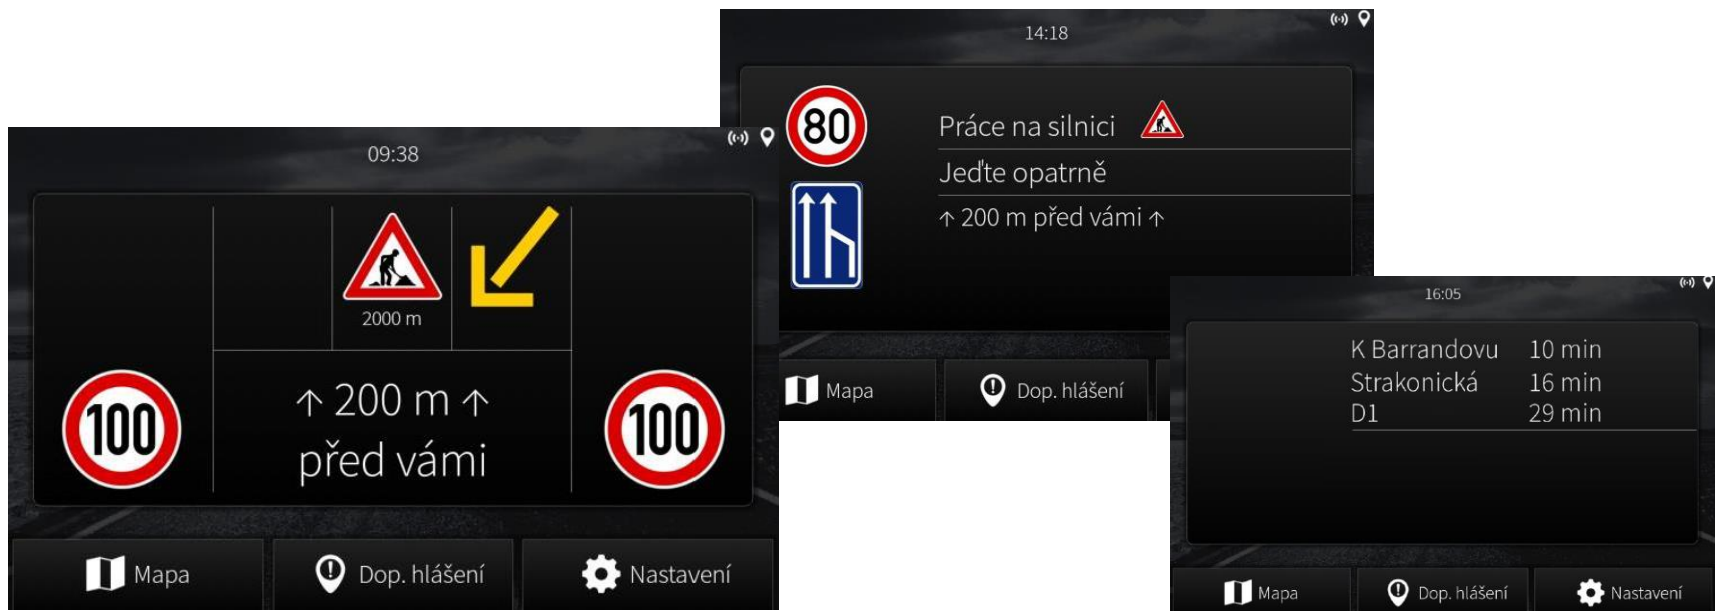 09:38
2000 m
100
↑ 200 m ↑
před vámi
100
Mapa
Dop. hlášení
Nastavení
14:18
80
Práce na silnici
Jeďte opatrně
↑ 200 m před vámi ↑
Mapa
Dop. hlášení
16:05
K Barrandovu 10 min
Strakonická 16 min
D1 29 min
Mapa
Dop. hlášení
Nastavení